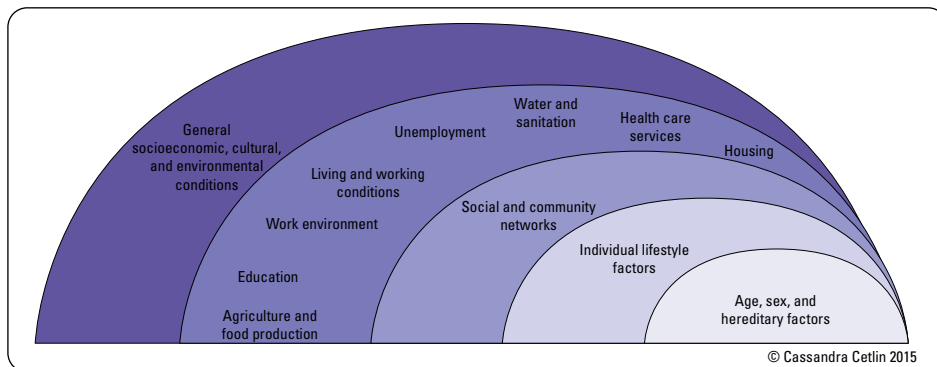 General
socioeconomic, cultural,
and environmental
conditions
Unemployment
Water and
sanitation
Health care
services
Housing
Living and working
conditions
Work environment
Education
Agriculture and
food production
Social and community
networks
Individual lifestyle
factors
Age, sex, and
hereditary factors
© Cassandra Cetlin 2015